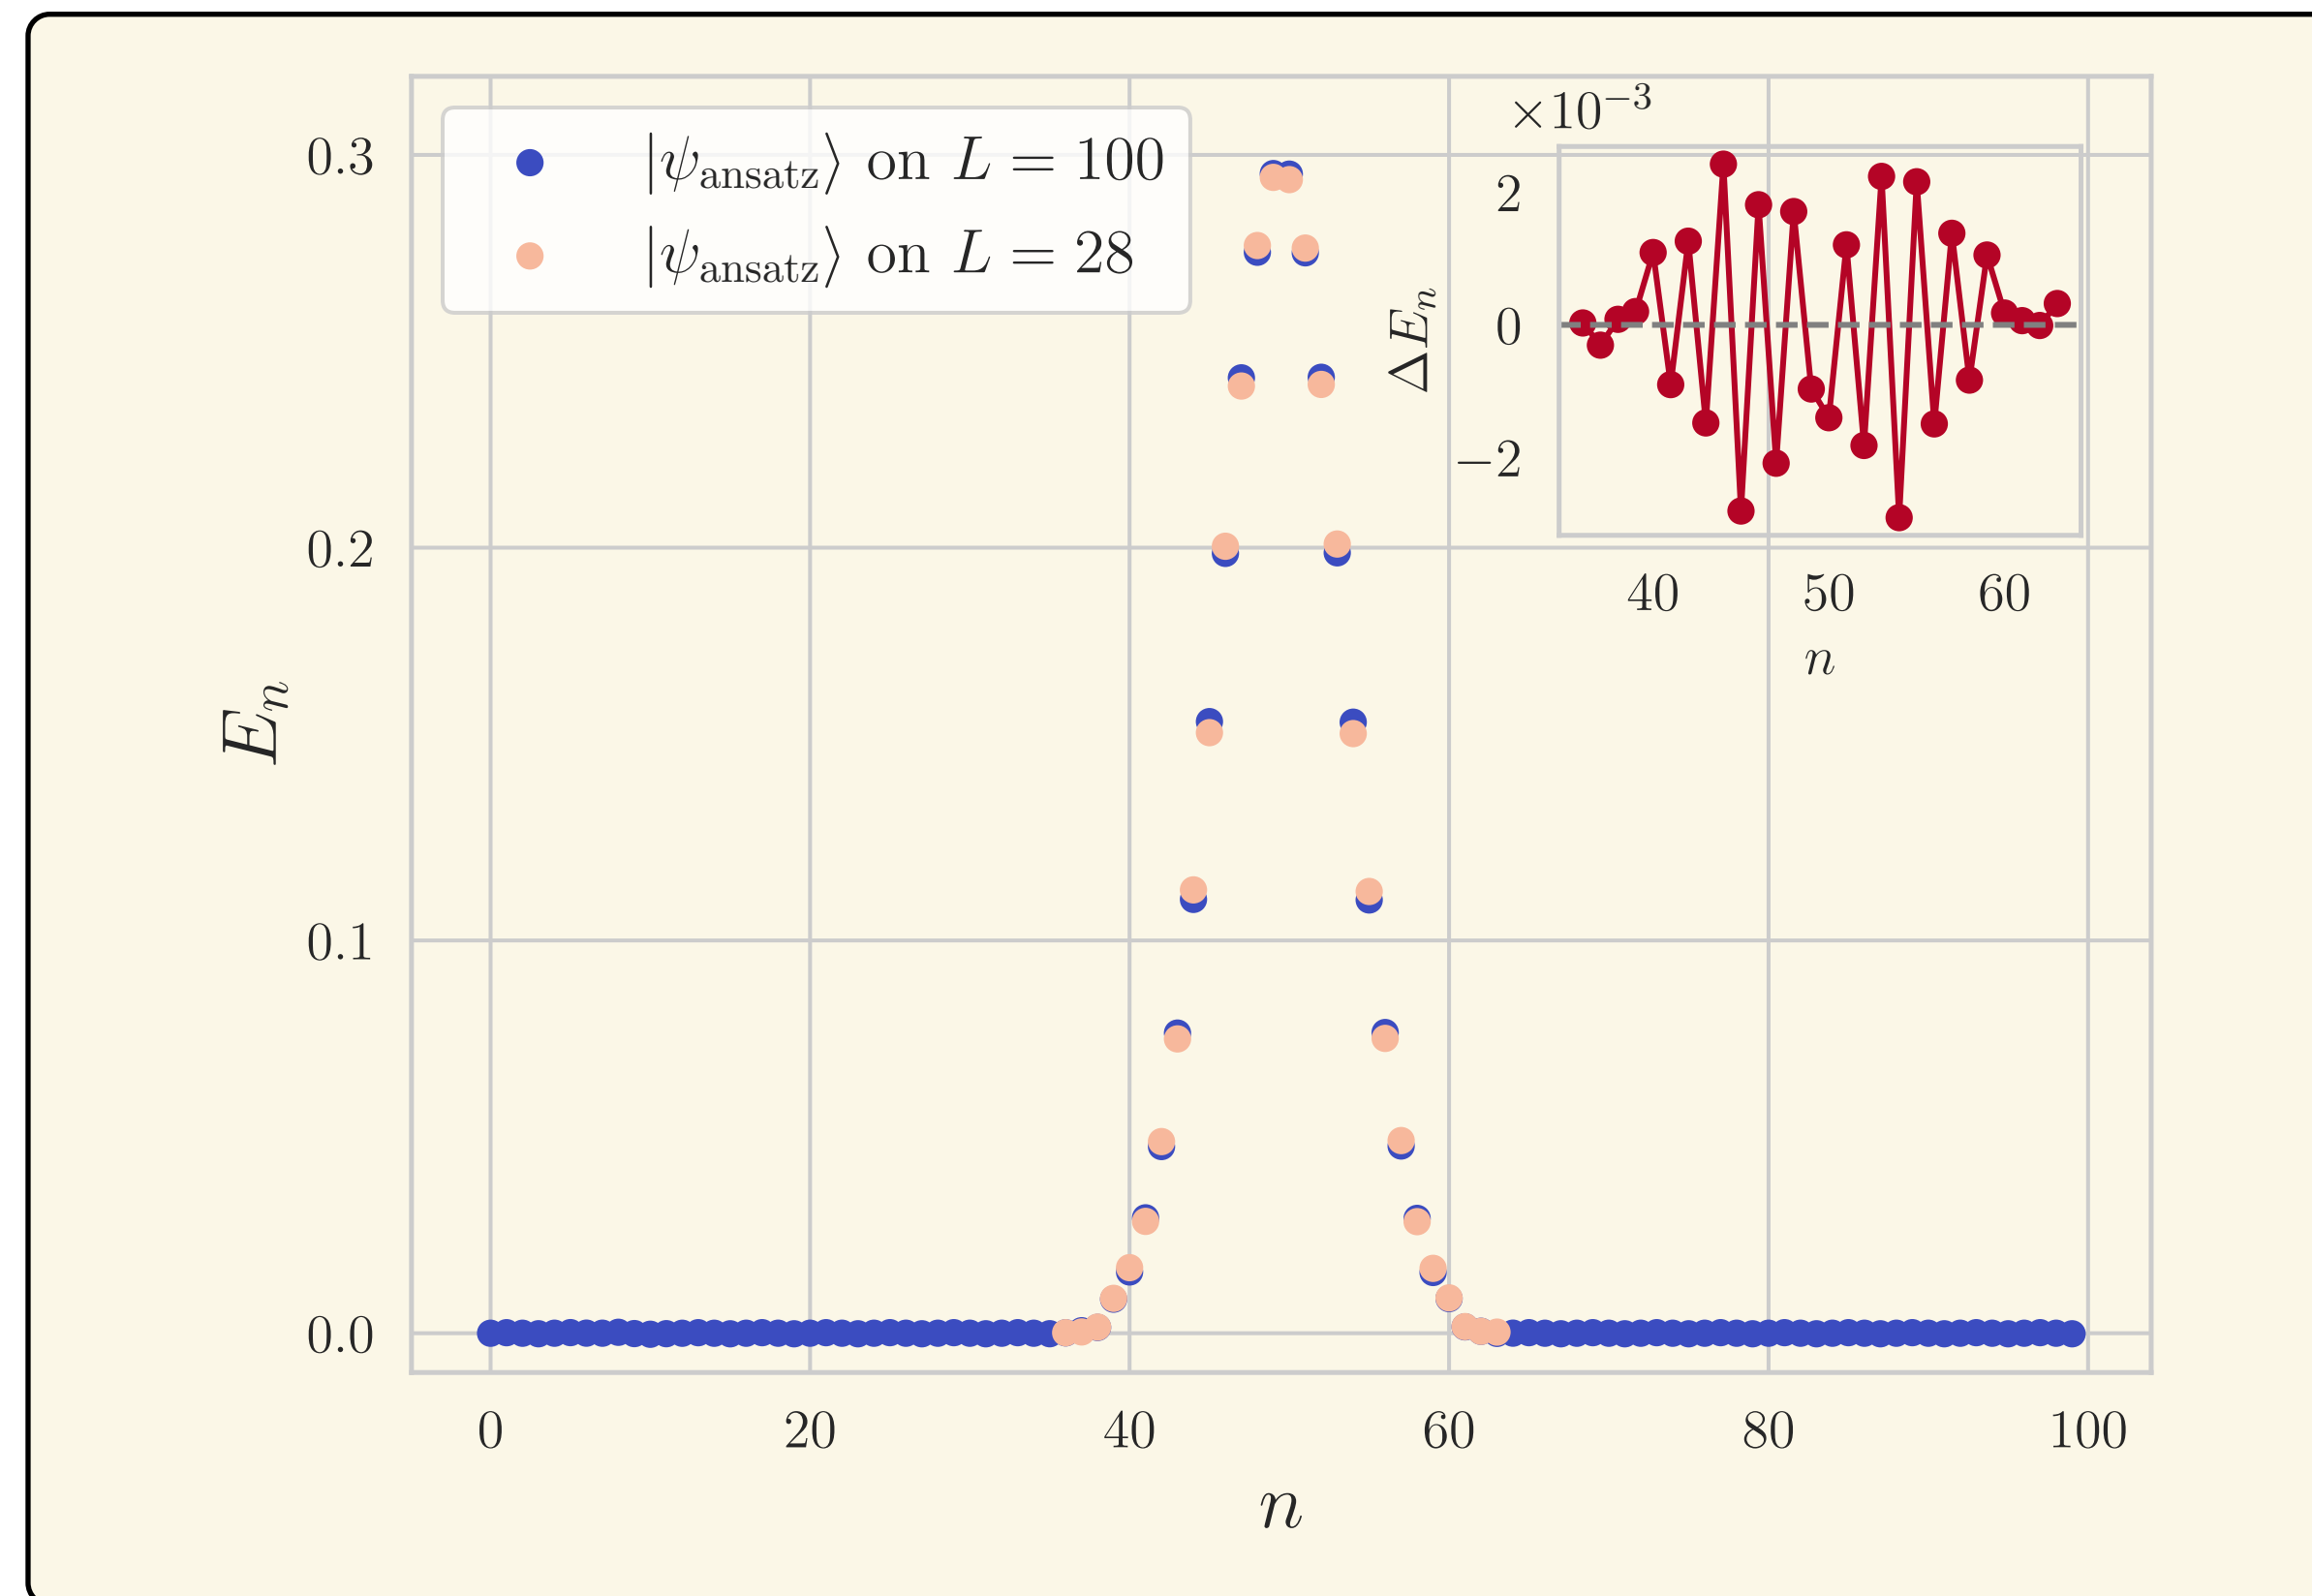 |ψansatz⟩ on L = 100
|ψansatz⟩ on L = 28
0.3
0.2
0.1
0.0
En
0 20 40 60 80 100
n
×10−3
2
0
−2
ΔEn
40 50 60
n